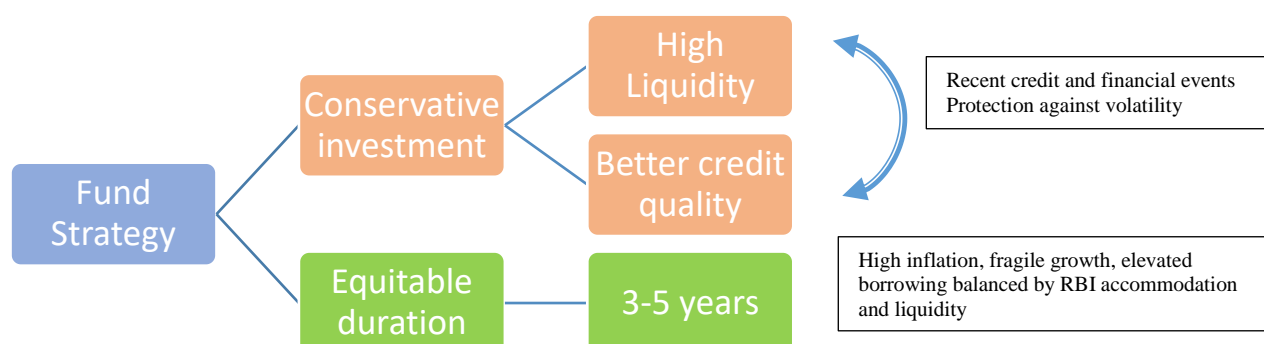 Fund
Strategy
Conservative
investment
High
Liquidity
Better credit
quality
Equitable
duration
3-5 years
Recent credit and financial events
Protection against volatility
High inflation, fragile growth, elevated
borrowing balanced by RBI accommodation
and liquidity